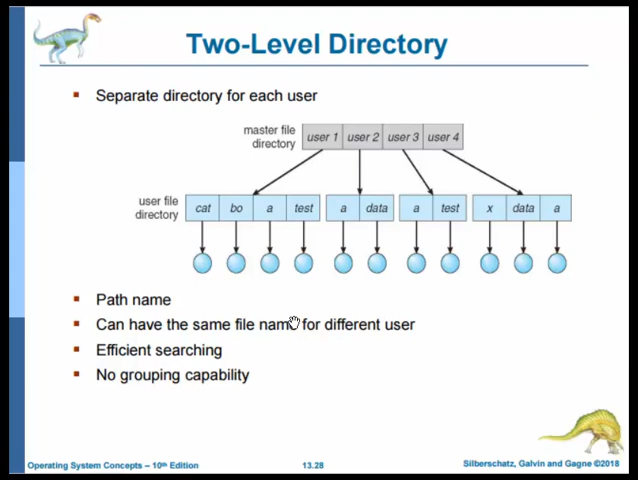 Two-Level Directory
Separate directory for each user
master file
directory
user 1 user 2 user 3 user 4
user file
directory
cat bo a test a data a test x data a
Path name
Can have the same file name for different user
Efficient searching
No grouping capability
Operating System Concepts – 10th Edition 13.28 Silberschatz, Galvin and Gagne ©2018